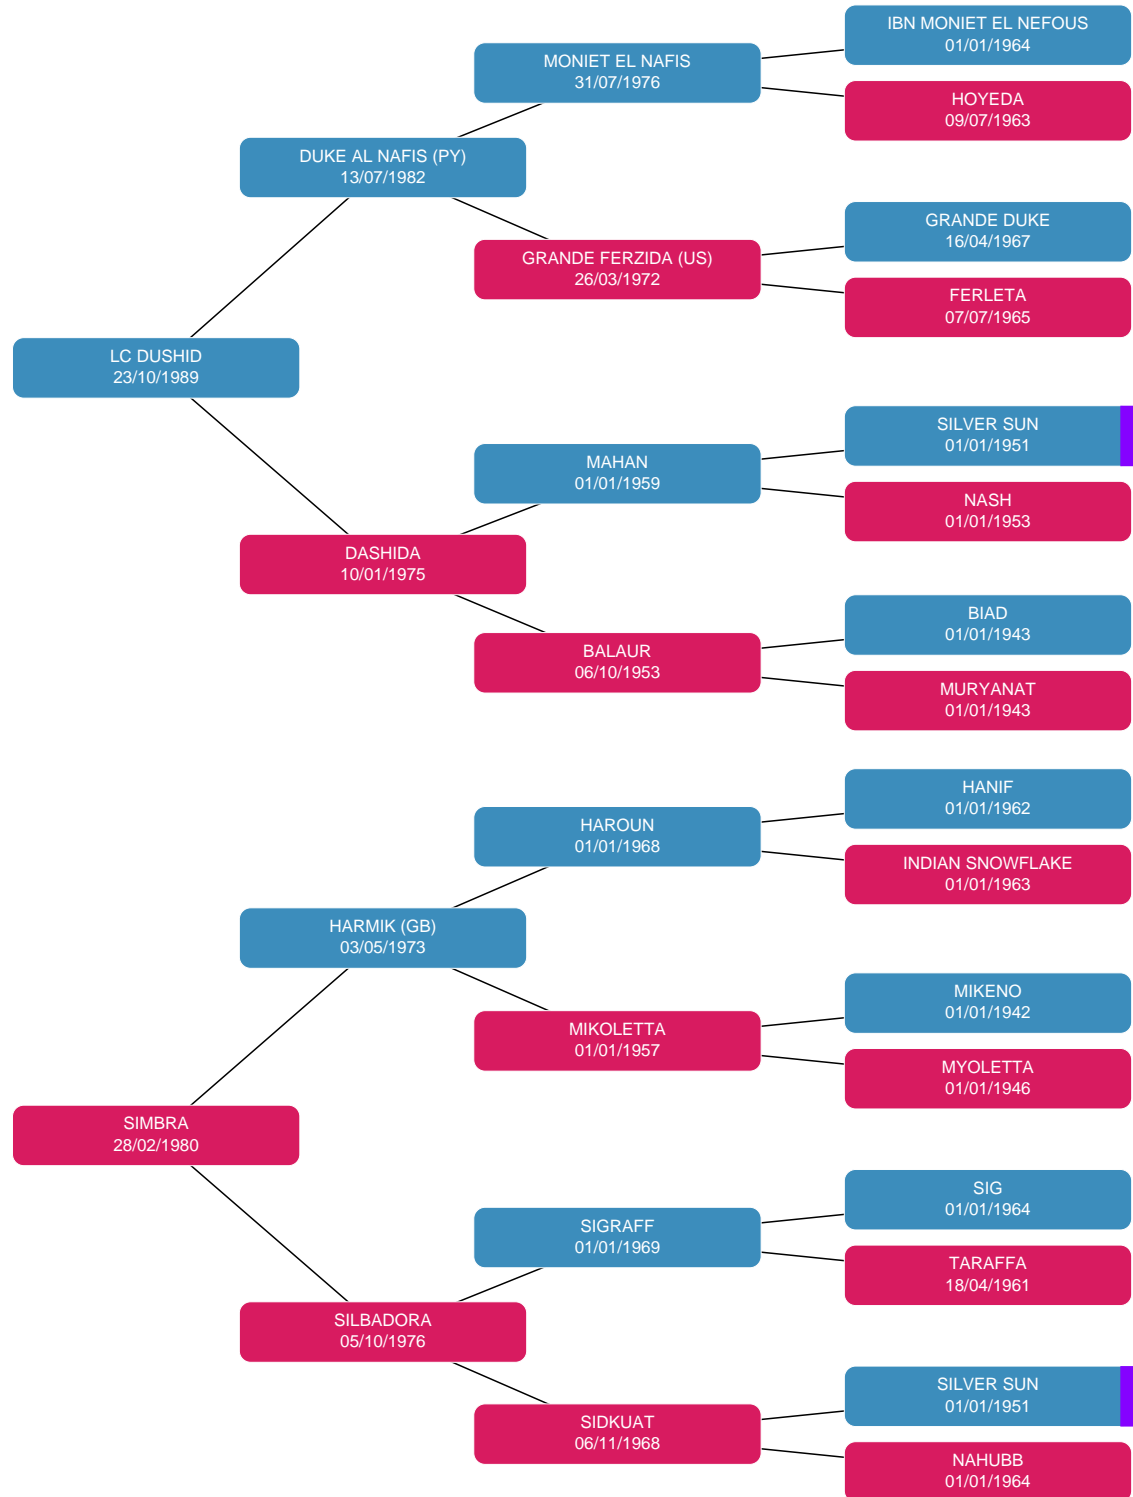 IBN MONIET EL NEFOUS
01/01/1964
MONIET EL NAFIS
31/07/1976
HOYEDA
09/07/1963
DUKE AL NAFIS (PY)
13/07/1982
GRANDE DUKE
16/04/1967
GRANDE FERZIDA (US)
26/03/1972
FERLETA
07/07/1965
LC DUSHID
23/10/1989
SILVER SUN
01/01/1951
MAHAN
01/01/1959
NASH
01/01/1953
DASHIDA
10/01/1975
BIAD
01/01/1943
BALAUR
06/10/1953
MURYANAT
01/01/1943
HANIF
01/01/1962
HAROUN
01/01/1968
INDIAN SNOWFLAKE
01/01/1963
HARMIK (GB)
03/05/1973
MIKENO
01/01/1942
MIKOLETTA
01/01/1957
MYOLETTA
01/01/1946
SIMBRA
28/02/1980
SIG
01/01/1964
SIGRAFF
01/01/1969
TARAFFA
18/04/1961
SILBADORA
05/10/1976
SILVER SUN
01/01/1951
SIDKUAT
06/11/1968
NAHUBB
01/01/1964